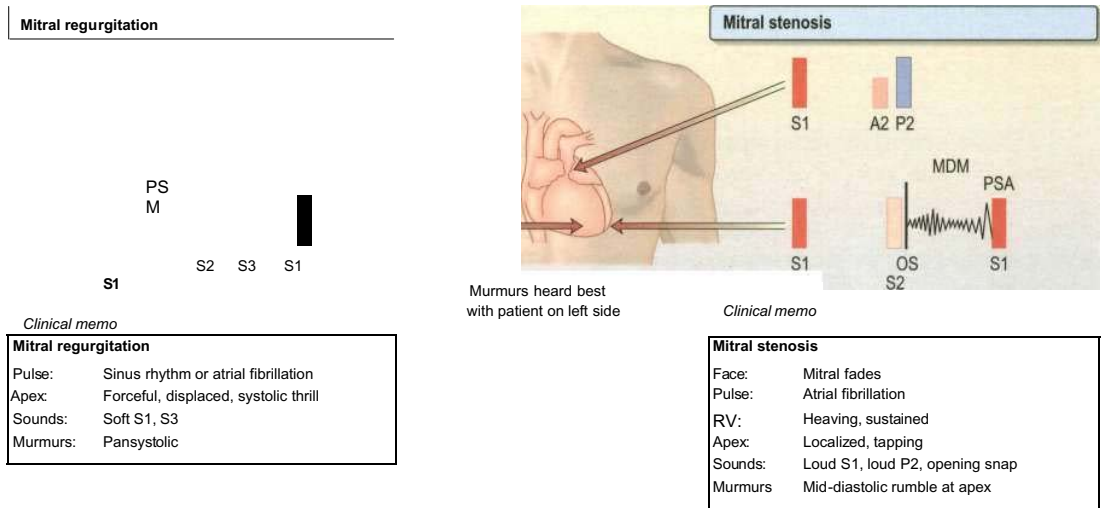 Mitral regurgitation
PS
M
S2 S3 S1
S1
Clinical memo
Mitral regurgitation
Pulse: Sinus rhythm or atrial fibrillation
Apex: Forceful, displaced, systolic thrill
Sounds: Soft S1, S3
Murmurs: Pansystolic
Murmurs heard best
with patient on left side
Mitral stenosis
S1 A2 P2
MDM
PSA
S1 OS S1
S2
Clinical memo
Mitral stenosis
Face: Mitral fades
Pulse: Atrial fibrillation
RV: Heaving, sustained
Apex: Localized, tapping
Sounds: Loud S1, loud P2, opening snap
Murmurs Mid-diastolic rumble at apex